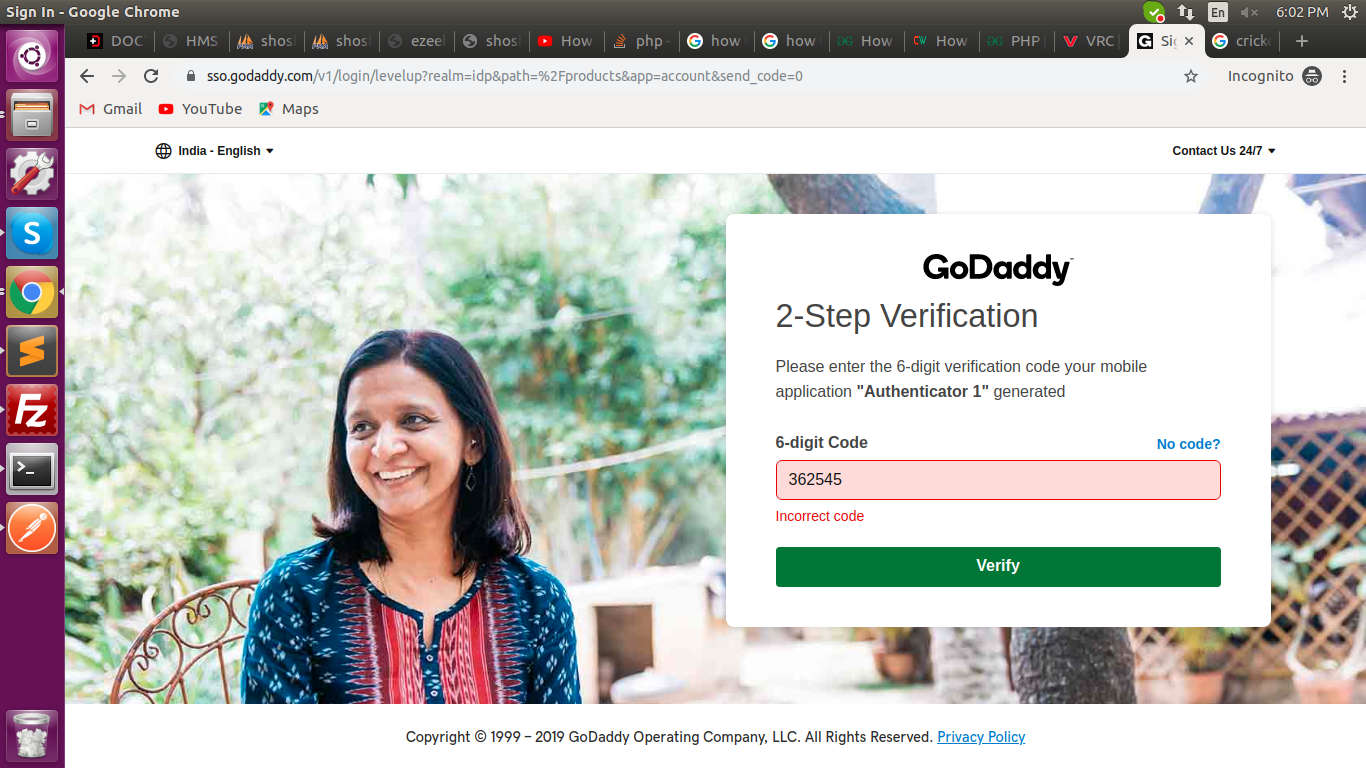 Sign In - Google Chrome
En
6:02 PM
DOC
HMS
shos
shos
ezeel
shos
How
php -
how
how
How
How
PHP
VRC
Sig
cricke
sso.godaddy.com/v1/login/levelup?realm=idp&path=%2Fproducts&app=account&send_code=0
Incognito
Gmail
YouTube
Maps
India - English
Contact Us 24/7
GoDaddy
2-Step Verification
Please enter the 6-digit verification code your mobile
application "Authenticator 1" generated
6-digit Code
No code?
362545
Incorrect code
Verify
Copyright © 1999 – 2019 GoDaddy Operating Company, LLC. All Rights Reserved. Privacy Policy